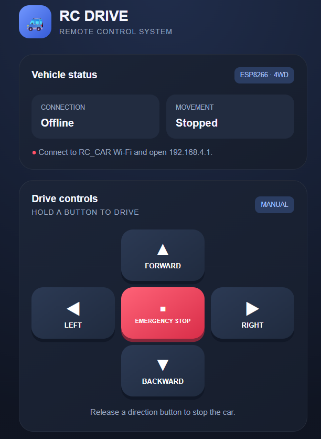 RC DRIVE
REMOTE CONTROL SYSTEM
Vehicle status
ESP8266 · 4WD
CONNECTION
Offline
MOVEMENT
Stopped
Connect to RC_CAR Wi-Fi and open 192.168.4.1.
Drive controls
HOLD A BUTTON TO DRIVE
MANUAL
FORWARD
LEFT
EMERGENCY STOP
RIGHT
BACKWARD
Release a direction button to stop the car.